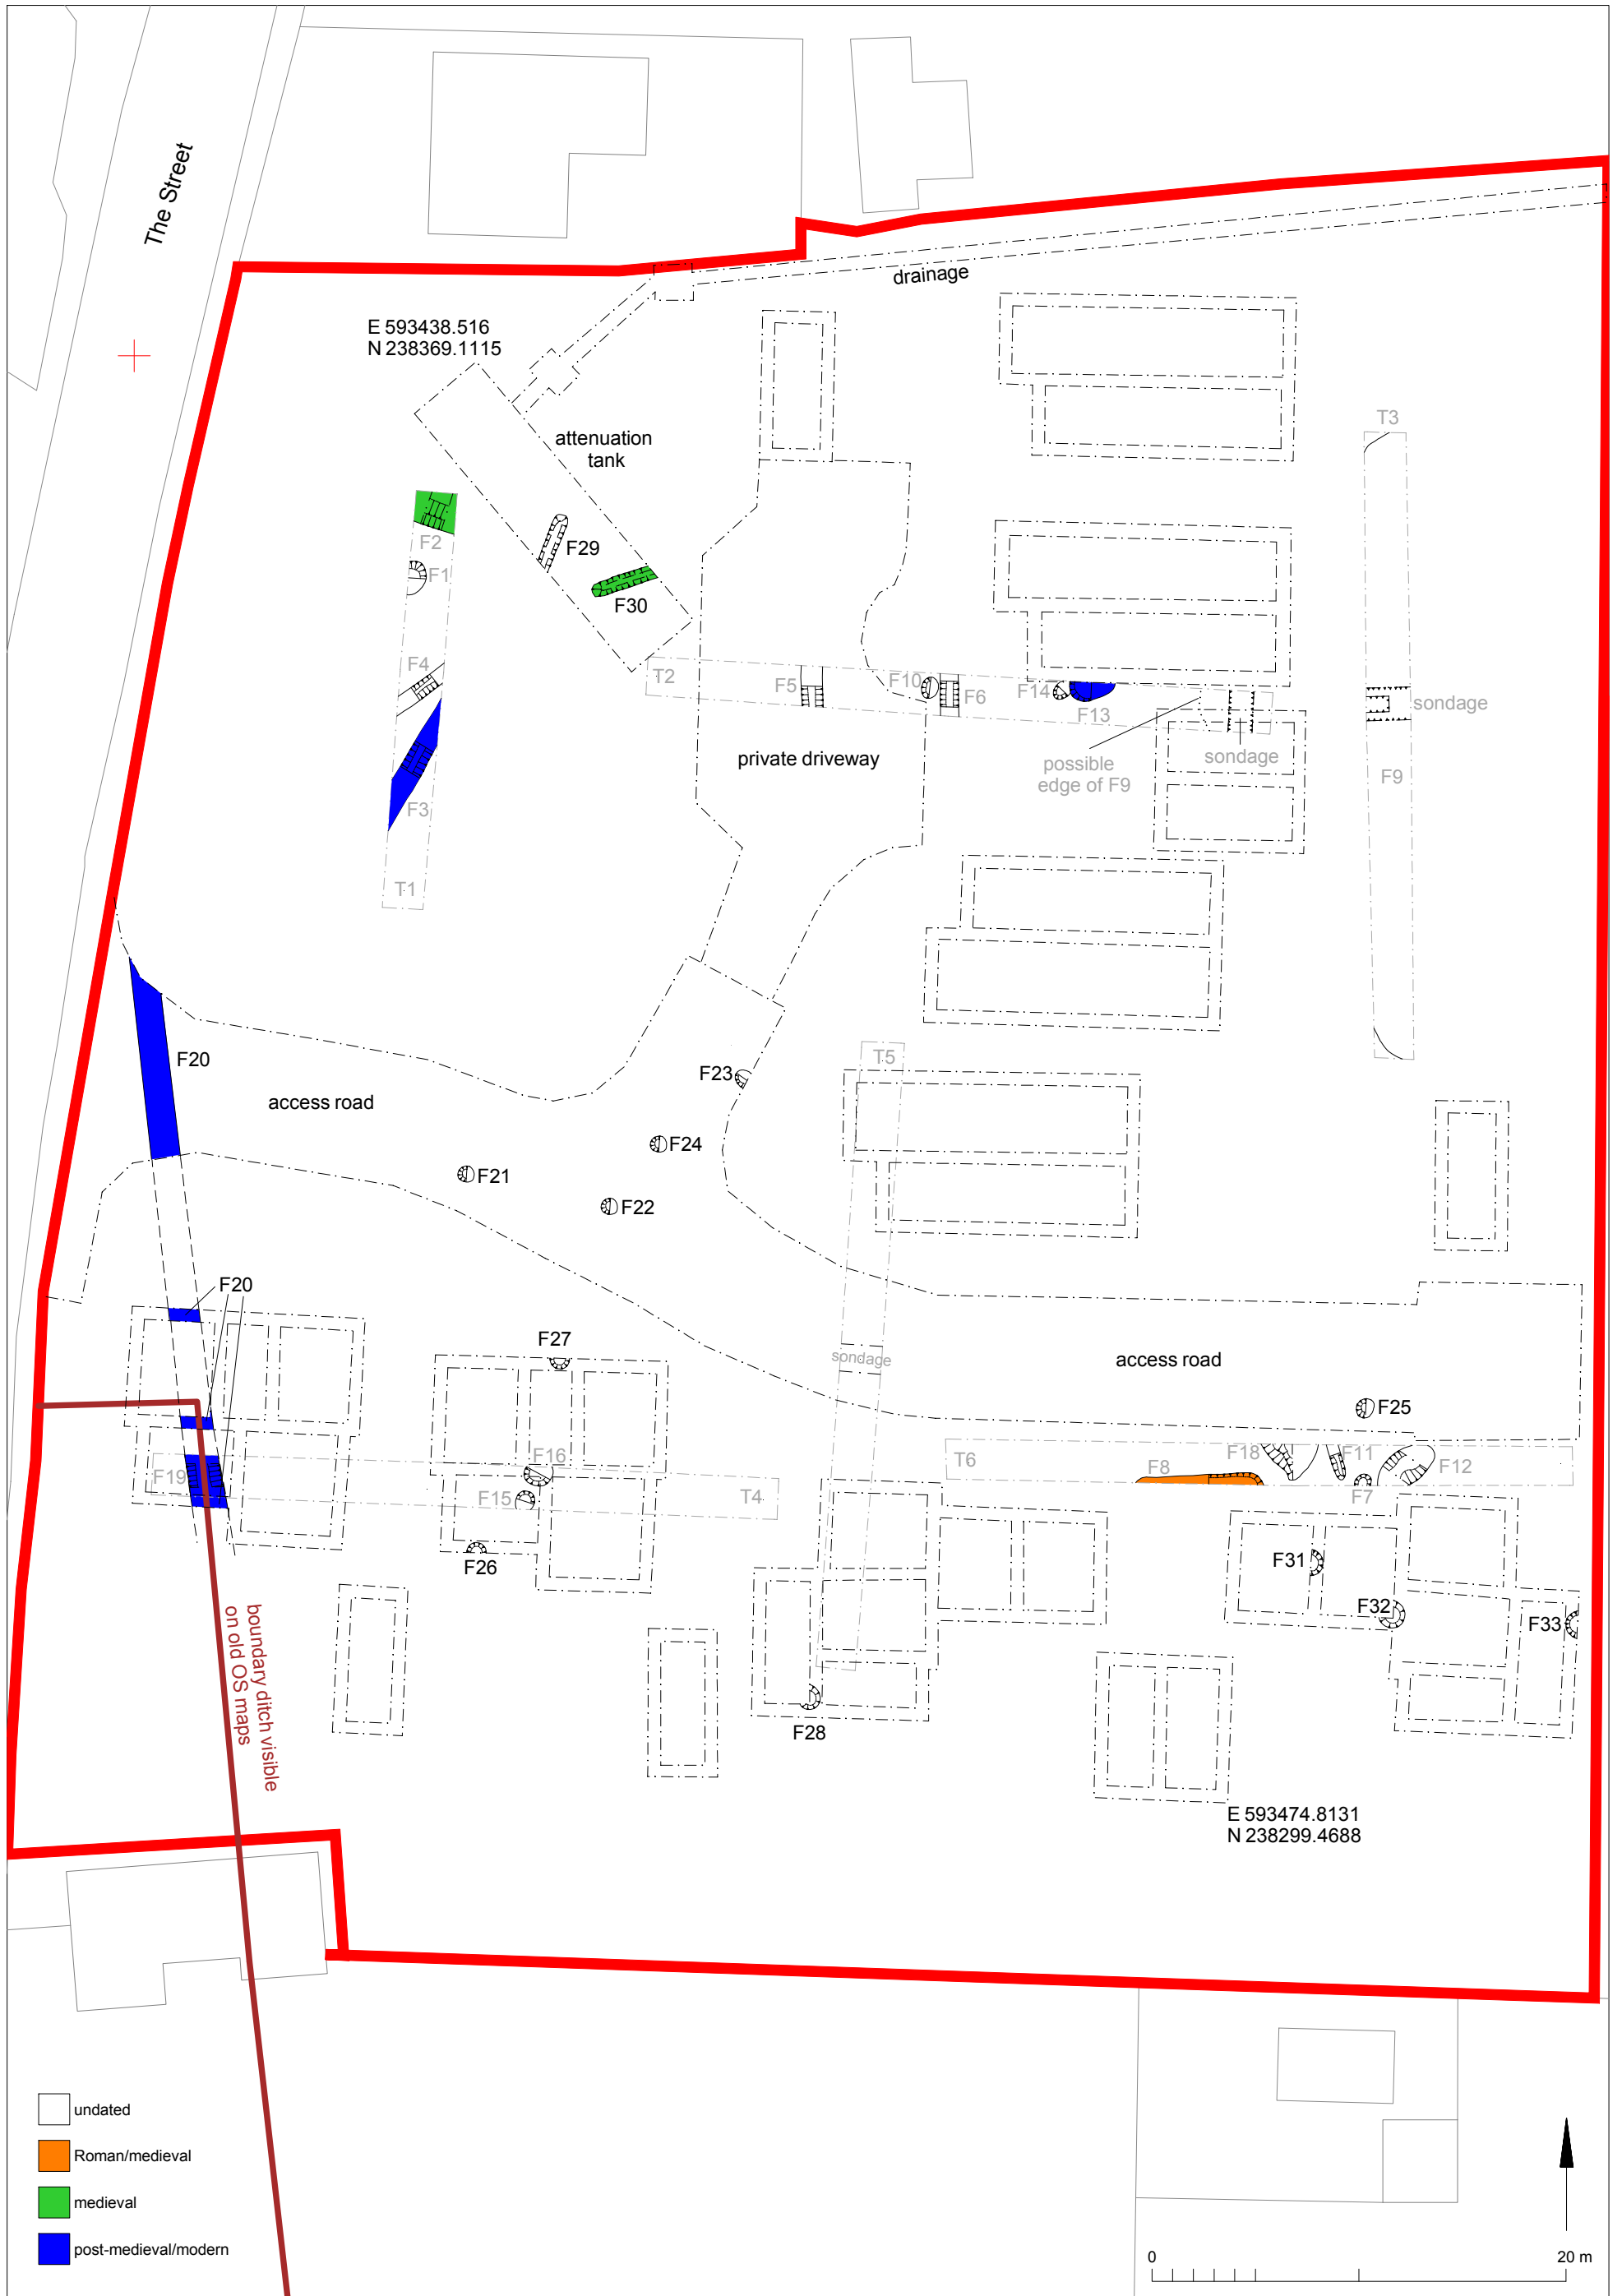 The Street
drainage
E 593438.516
N 238369.1115
attenuation
tank
T3
F2
F29
F1
F30
F4
T2
F5
F10
F6
F14
F13
sondage
private driveway
possible
edge of F9
sondage
F9
F3
T1
F20
T5
F23
access road
F24
F21
F22
F20
F27
sondage
access road
F25
F19
F16
F15
T4
T6
F8
F18
F11
F12
F7
F26
F31
F32
F33
boundary ditch visible
on old OS maps
F28
E 593474.8131
N 238299.4688
undated
Roman/medieval
medieval
post-medieval/modern
0
20 m